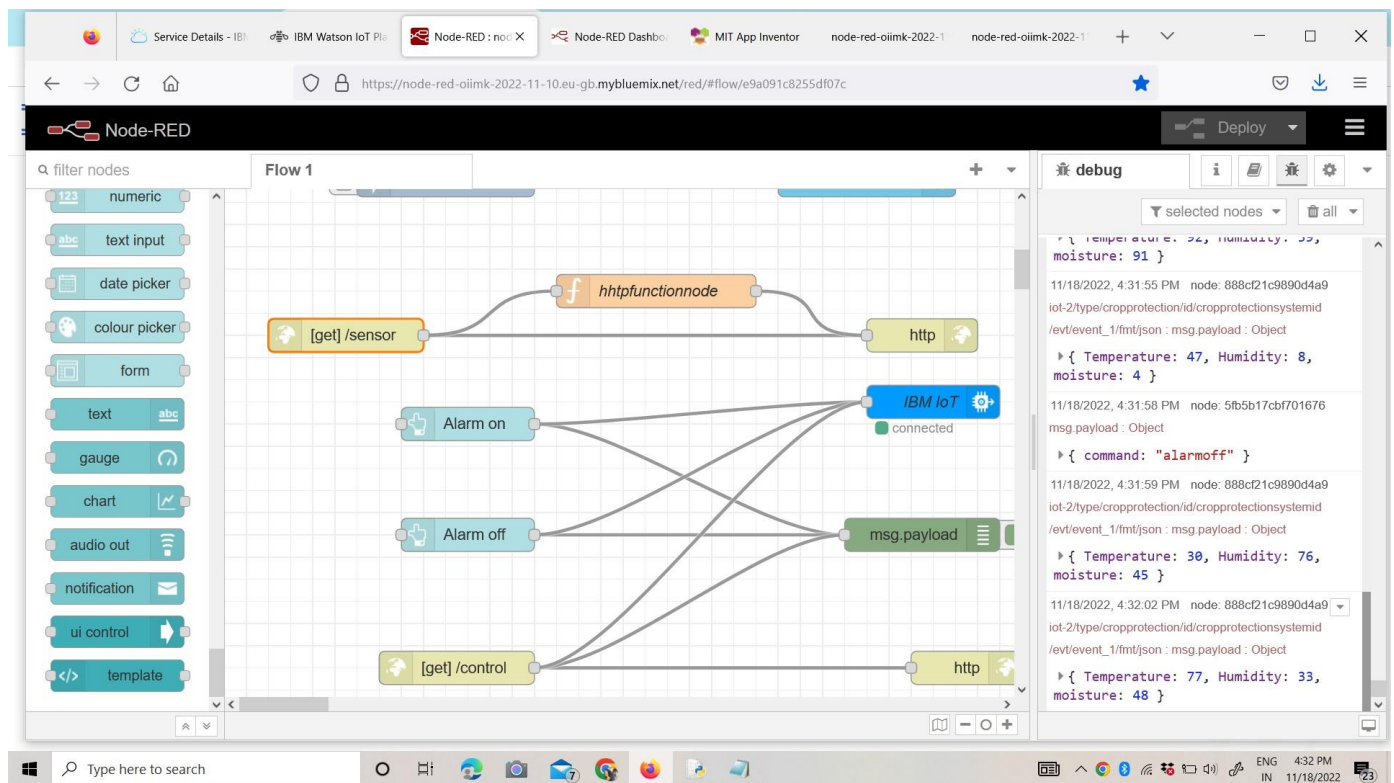 Service Details - IB
IBM Watson IoT Pla
Node-RED : nod
Node-RED Dashbo
MIT App Inventor
node-red-oiimk-2022-1
node-red-oiimk-2022-1
https://node-red-oiimk-2022-11-10.eu-gb.mybluemix.net/red/#flow/e9a091c8255df07c
Node-RED
Deploy
filter nodes
Flow 1
debug
i
123 numeric
abc text input
date picker
colour picker
form
text abc
gauge
chart
audio out
notification
ui control
</> template
f hhtpfunctionnode
[get] /sensor
http
Alarm on
IBM IoT
connected
Alarm off
msg.payload
[get] /control
http
selected nodes
all
{ Temperature: 92, Humidity: 59,
moisture: 91 }
11/18/2022, 4:31:55 PM node: 888cf21c9890d4a9
iot-2/type/cropprotection/id/cropprotectionsystemid
/evt/event_1/fmt/json : msg.payload : Object
{ Temperature: 47, Humidity: 8,
moisture: 4 }
11/18/2022, 4:31:58 PM node: 5fb5b17cbf701676
msg.payload : Object
{ command: "alarmoff" }
11/18/2022, 4:31:59 PM node: 888cf21c9890d4a9
iot-2/type/cropprotection/id/cropprotectionsystemid
/evt/event_1/fmt/json : msg.payload : Object
{ Temperature: 30, Humidity: 76,
moisture: 45 }
11/18/2022, 4:32:02 PM node: 888cf21c9890d4a9
iot-2/type/cropprotection/id/cropprotectionsystemid
/evt/event_1/fmt/json : msg.payload : Object
{ Temperature: 77, Humidity: 33,
moisture: 48 }
Type here to search
7
ENG
IN
4:32 PM
11/18/2022
23